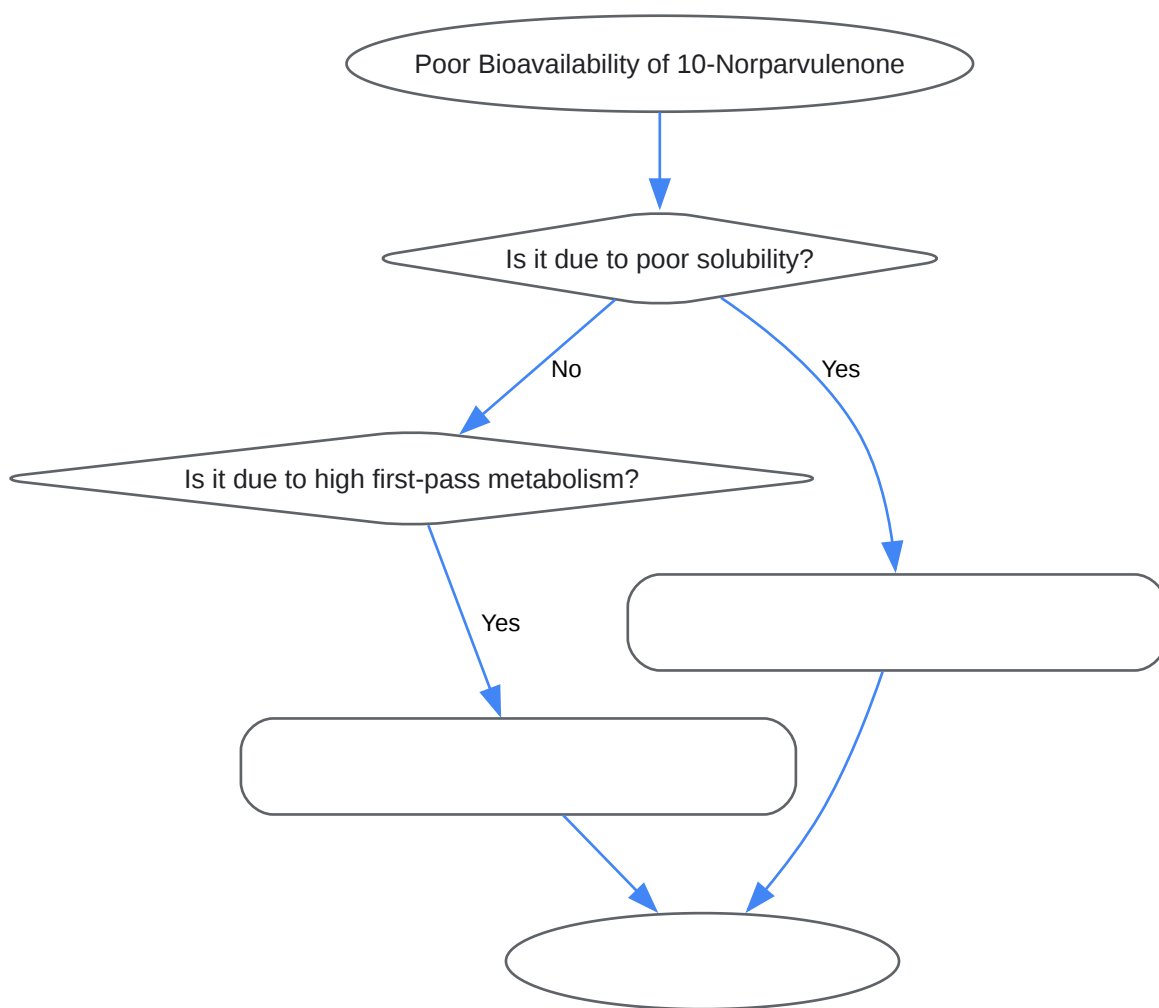 Poor Bioavailability of 10-Norparvulenone
Is it due to poor solubility?
No
Yes
Is it due to high first-pass metabolism?
Yes